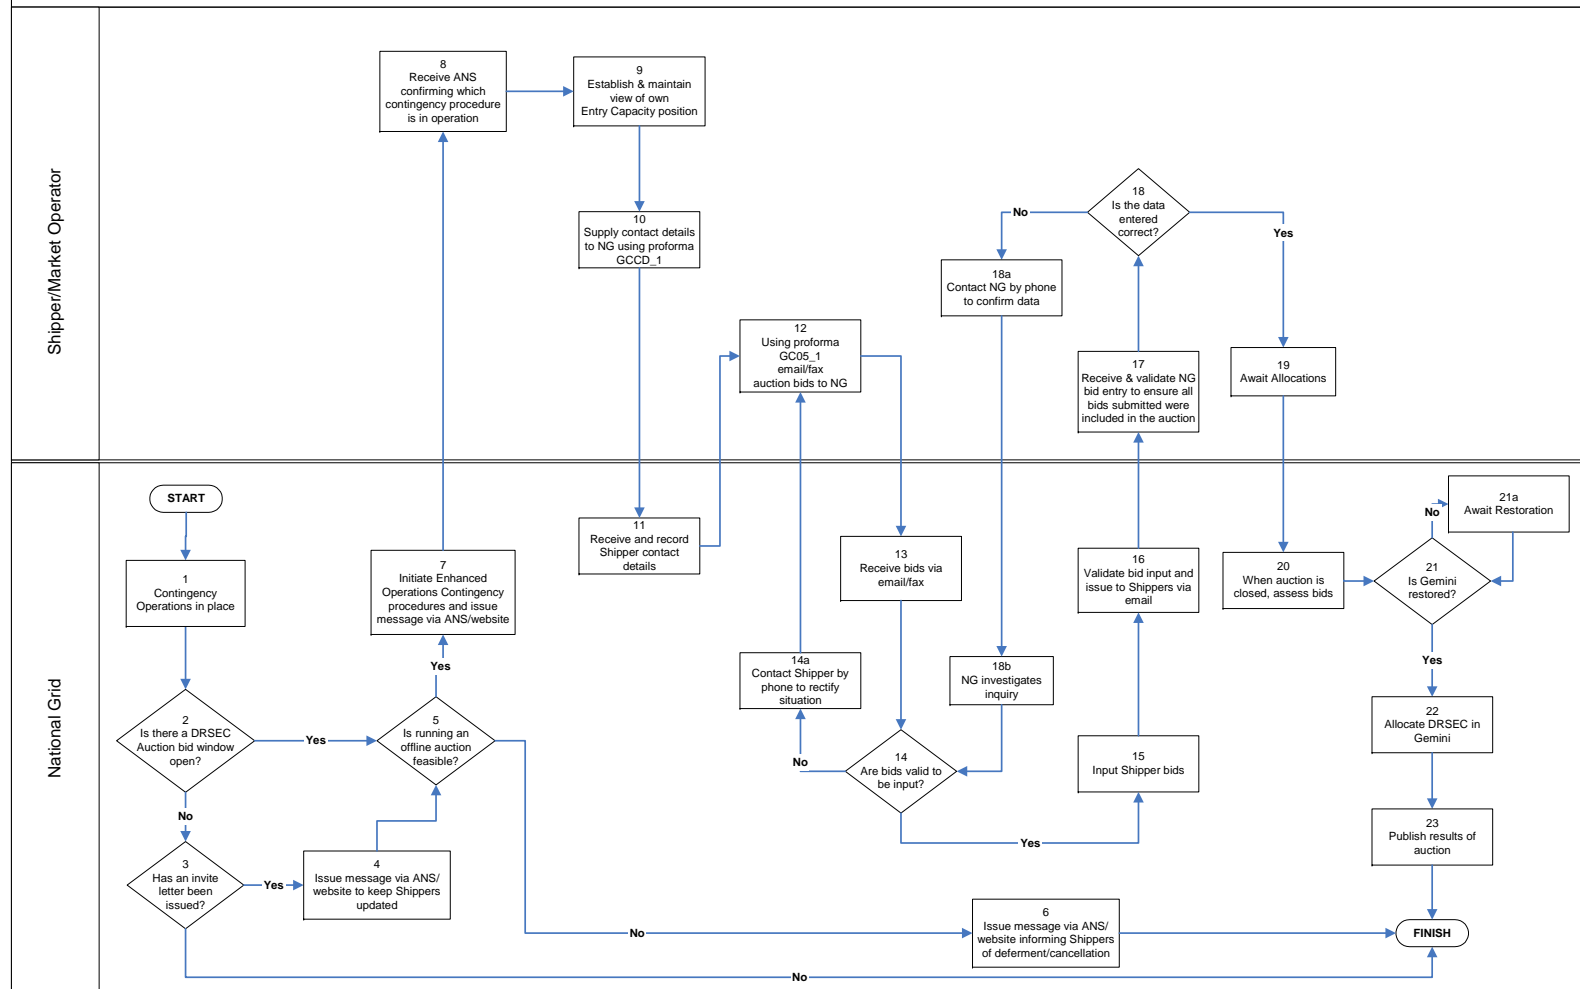 Shipper/Market Operator
8
Receive ANS
confirming which
contingency procedure
is in operation
9
Establish & maintain
view of own
Entry Capacity position
10
Supply contact details
to NG using proforma
GCCD_1
12
Using proforma
GC05_1
email/fax
auction bids to NG
18
Is the data
entered
correct?
No
Yes
18a
Contact NG by phone
to confirm data
17
Receive & validate NG
bid entry to ensure all
bids submitted were
included in the auction
19
Await Allocations
National Grid
START
1
Contingency
Operations in place
2
Is there a DRSEC
Auction bid window
open?
Yes
No
3
Has an invite
letter been
issued?
Yes
No
4
Issue message via ANS/
website to keep Shippers
updated
5
Is running an
offline auction
feasible?
Yes
No
6
Issue message via ANS/
website informing Shippers
of deferment/cancellation
7
Initiate Enhanced
Operations Contingency
procedures and issue
message via ANS/website
11
Receive and record
Shipper contact
details
13
Receive bids via
email/fax
14
Are bids valid to
be input?
No
Yes
14a
Contact Shipper by
phone to rectify
situation
18b
NG investigates
inquiry
15
Input Shipper bids
16
Validate bid input and
issue to Shippers via
email
20
When auction is
closed, assess bids
21
Is Gemini
restored?
No
Yes
21a
Await Restoration
22
Allocate DRSEC in
Gemini
23
Publish results of
auction
FINISH